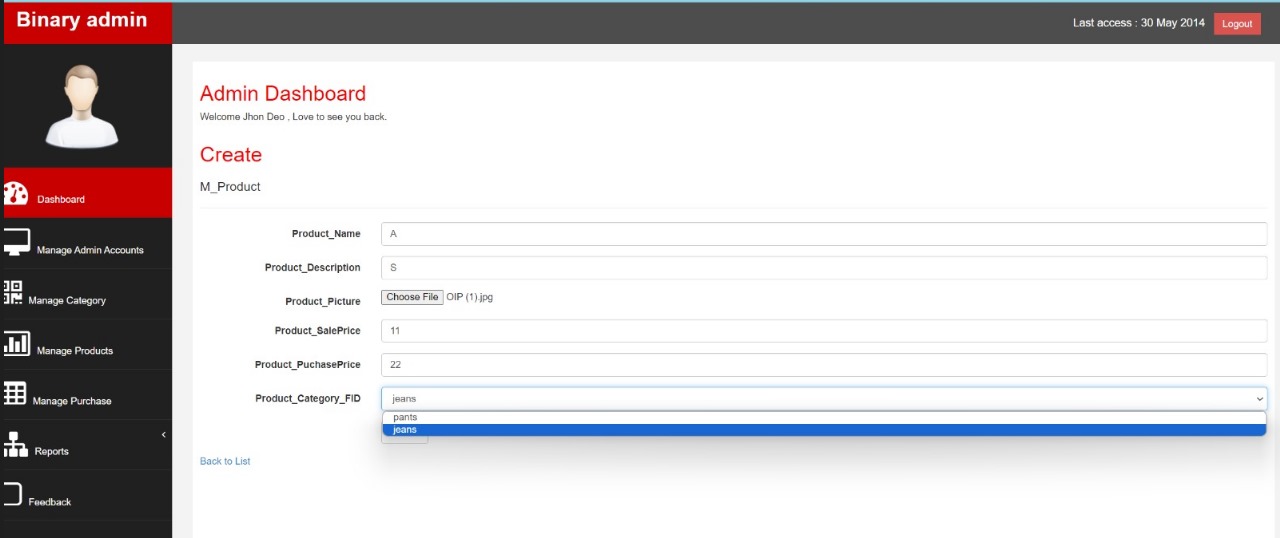 Binary admin
Last access : 30 May 2014 Logout
Dashboard
Manage Admin Accounts
Manage Category
Manage Products
Manage Purchase
Reports
Feedback
Admin Dashboard
Welcome Jhon Deo , Love to see you back.
Create
M_Product
Product_Name A
Product_Description S
Product_Picture Choose File OIP (1).jpg
Product_SalePrice 11
Product_PuchasePrice 22
Product_Category_FID jeans
pants
jeans
Back to List